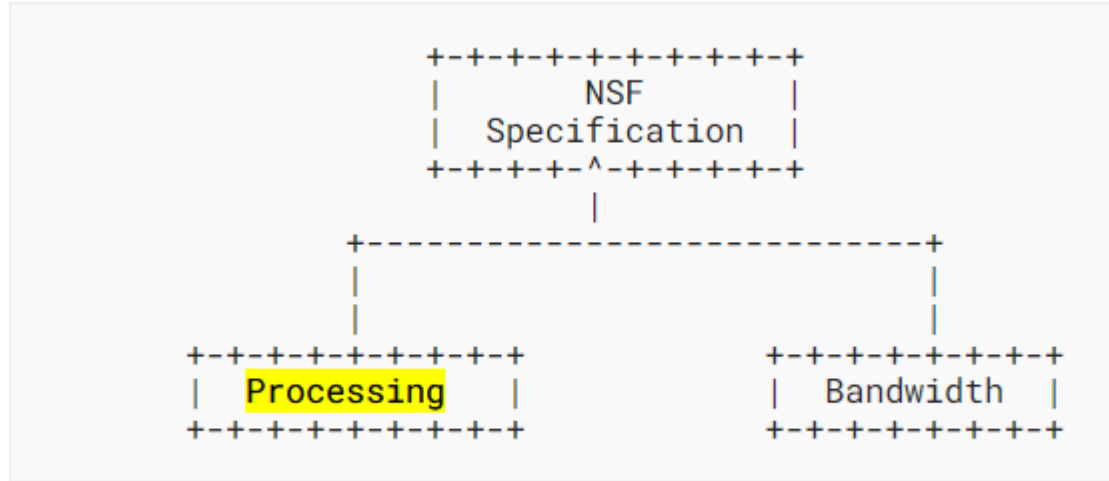 +-+-+-+-+-+-+-+-+-+
|       NSF       |
|  Specification  |
+-+-+-+-^-+-+-+-+-+
|
+----------------------------+
|                            |
|                            |
+-+-+-+-+-+-+-+-+            +-+-+-+-+-+-+-+
|  Processing   |            |  Bandwidth  |
+-+-+-+-+-+-+-+-+            +-+-+-+-+-+-+-+